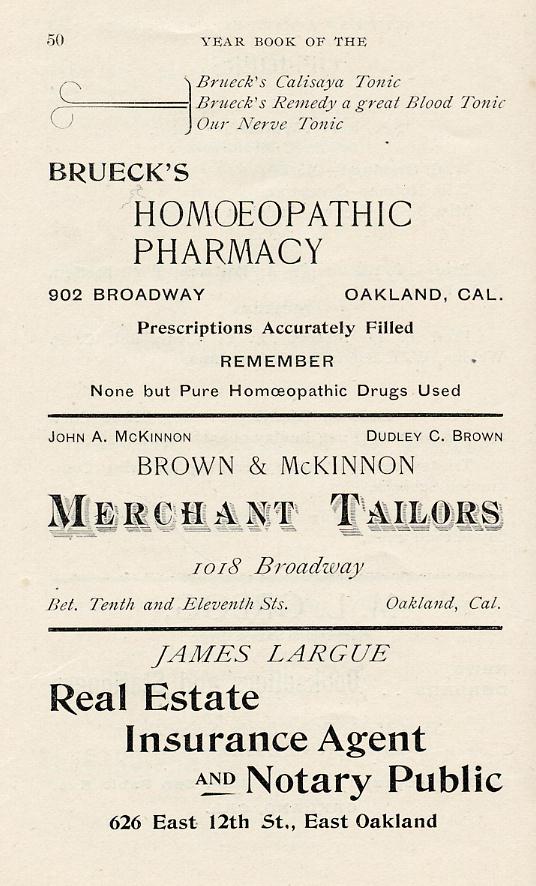 50 YEAR BOOK OF THE
Brueck's Calisaya Tonic
Brueck's Remedy a great Blood Tonic
Our Nerve Tonic
BRUECK'S
HOMŒOPATHIC
PHARMACY
902 BROADWAY OAKLAND, CAL.
Prescriptions Accurately Filled
REMEMBER
None but Pure Homœopathic Drugs Used
JOHN A. MCKINNON DUDLEY C. BROWN
BROWN & McKINNON
MERCHANT TAILORS
1018 Broadway
Bet. Tenth and Eleventh Sts. Oakland, Cal.
JAMES LARGUE
Real Estate
Insurance Agent
AND Notary Public
626 East 12th St., East Oakland